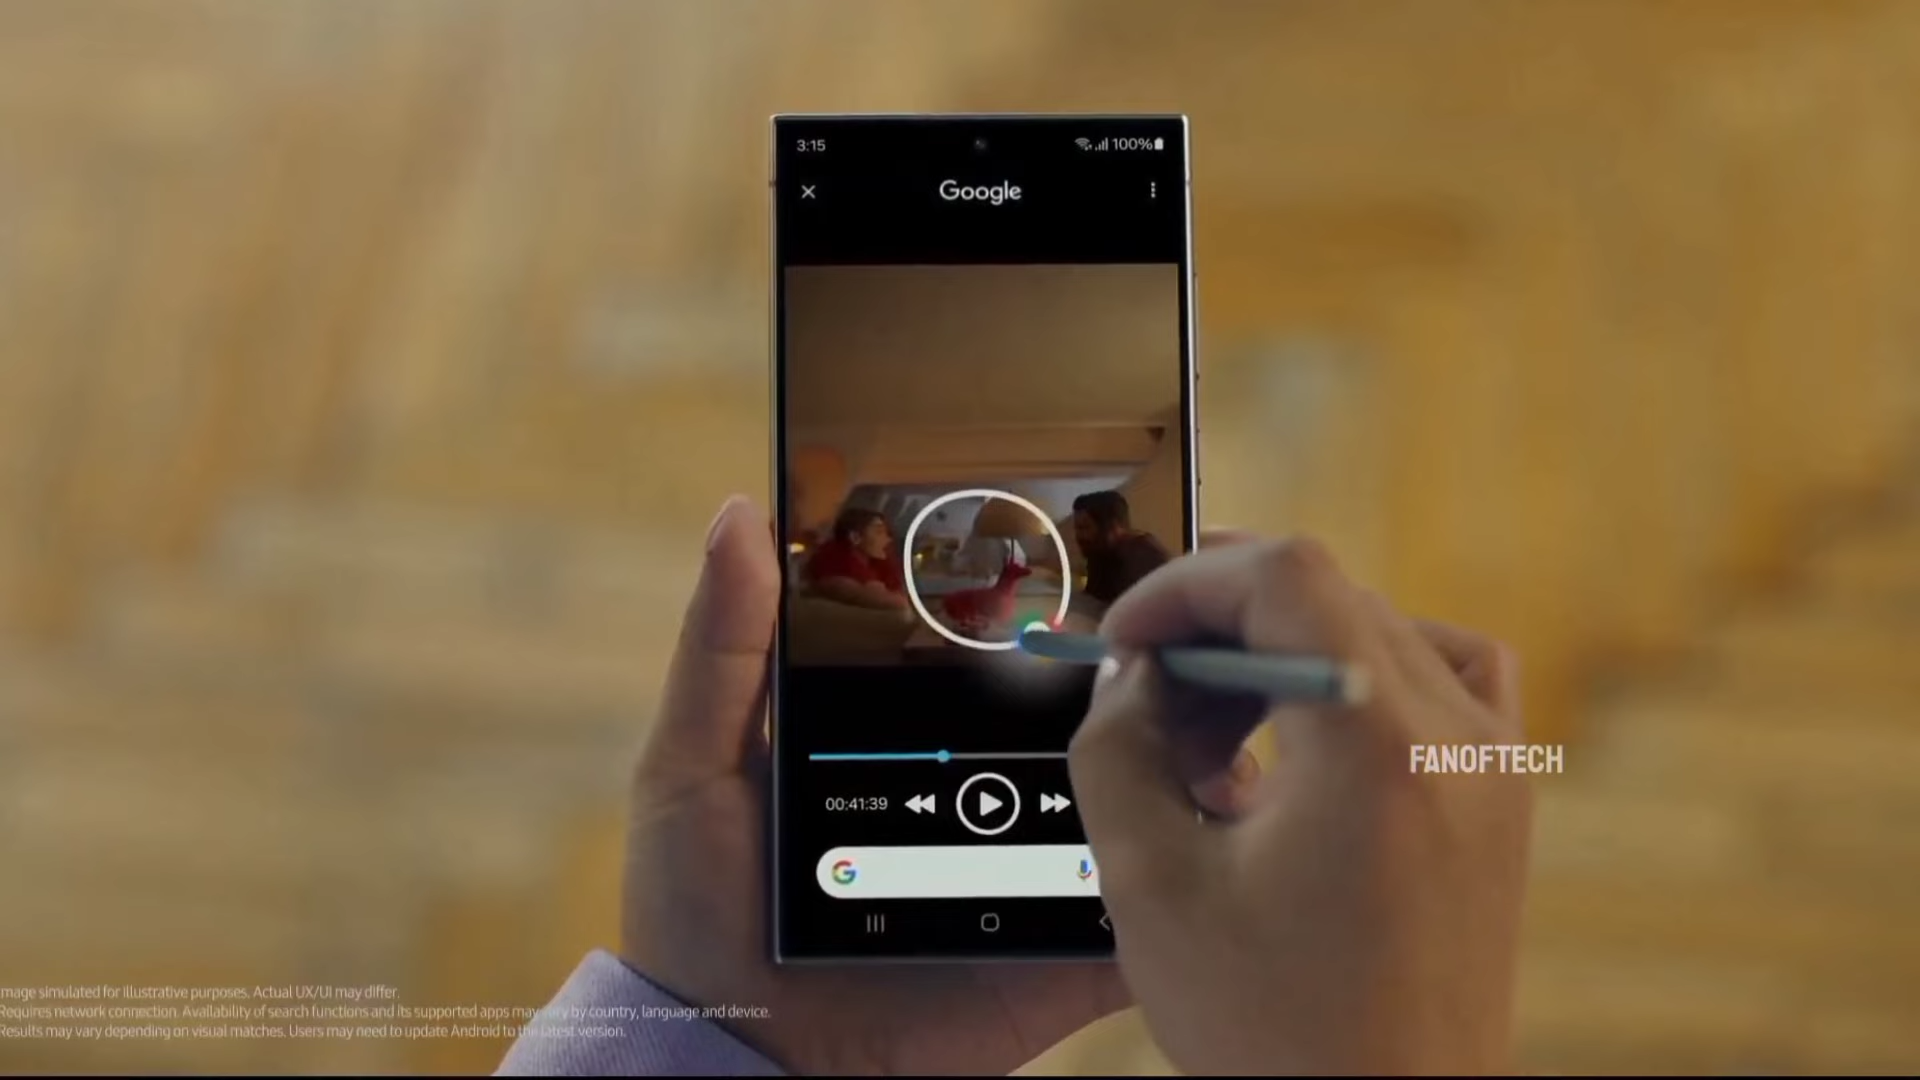 3:15
100%
Google
00:41:39
G
FANOFTECH
mage simulated for illustrative purposes. Actual UX/UI may differ.
Requires network connection. Availability of search functions and its supported apps may vary by country, language and device.
Results may vary depending on visual matches. Users may need to update Android to the latest version.